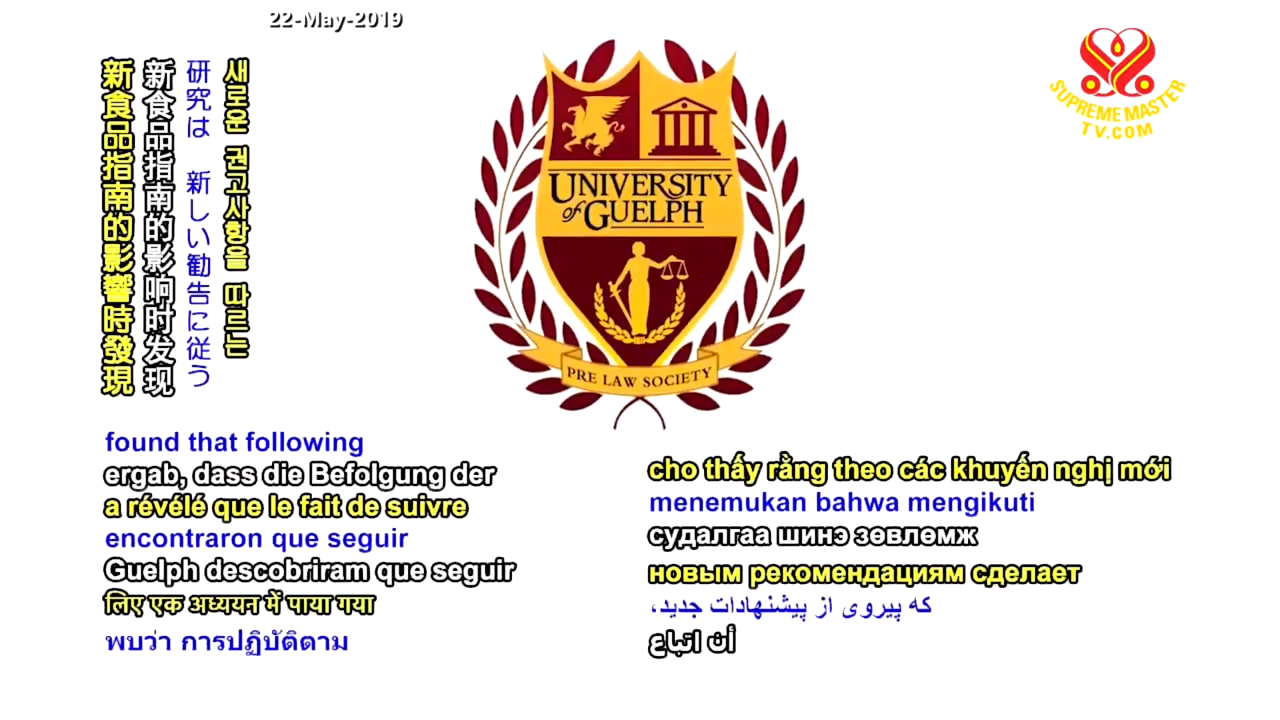 22-May-2019
新食品指南的影響時發現
新食品指南的影响时发现
研究は 新しい勧告に従う
새로운 권고사항을 따르는
SUPREME MASTER
TV.COM
UNIVERSITY
of GUELPH
PRE LAW SOCIETY
found that following
ergab, dass die Befolgung der
a révélé que le fait de suivre
encontraron que seguir
Guelph descobriram que seguir
लिए एक अध्ययन में पाया गया
พบว่า การปฏิบัติตาม
cho thấy rằng theo các khuyến nghị mới
menemukan bahwa mengikuti
судалгаа шинэ зөвлөмж
новым рекомендациям сделает
که پیروی از پیشنهادات جدید،
أن اتباع